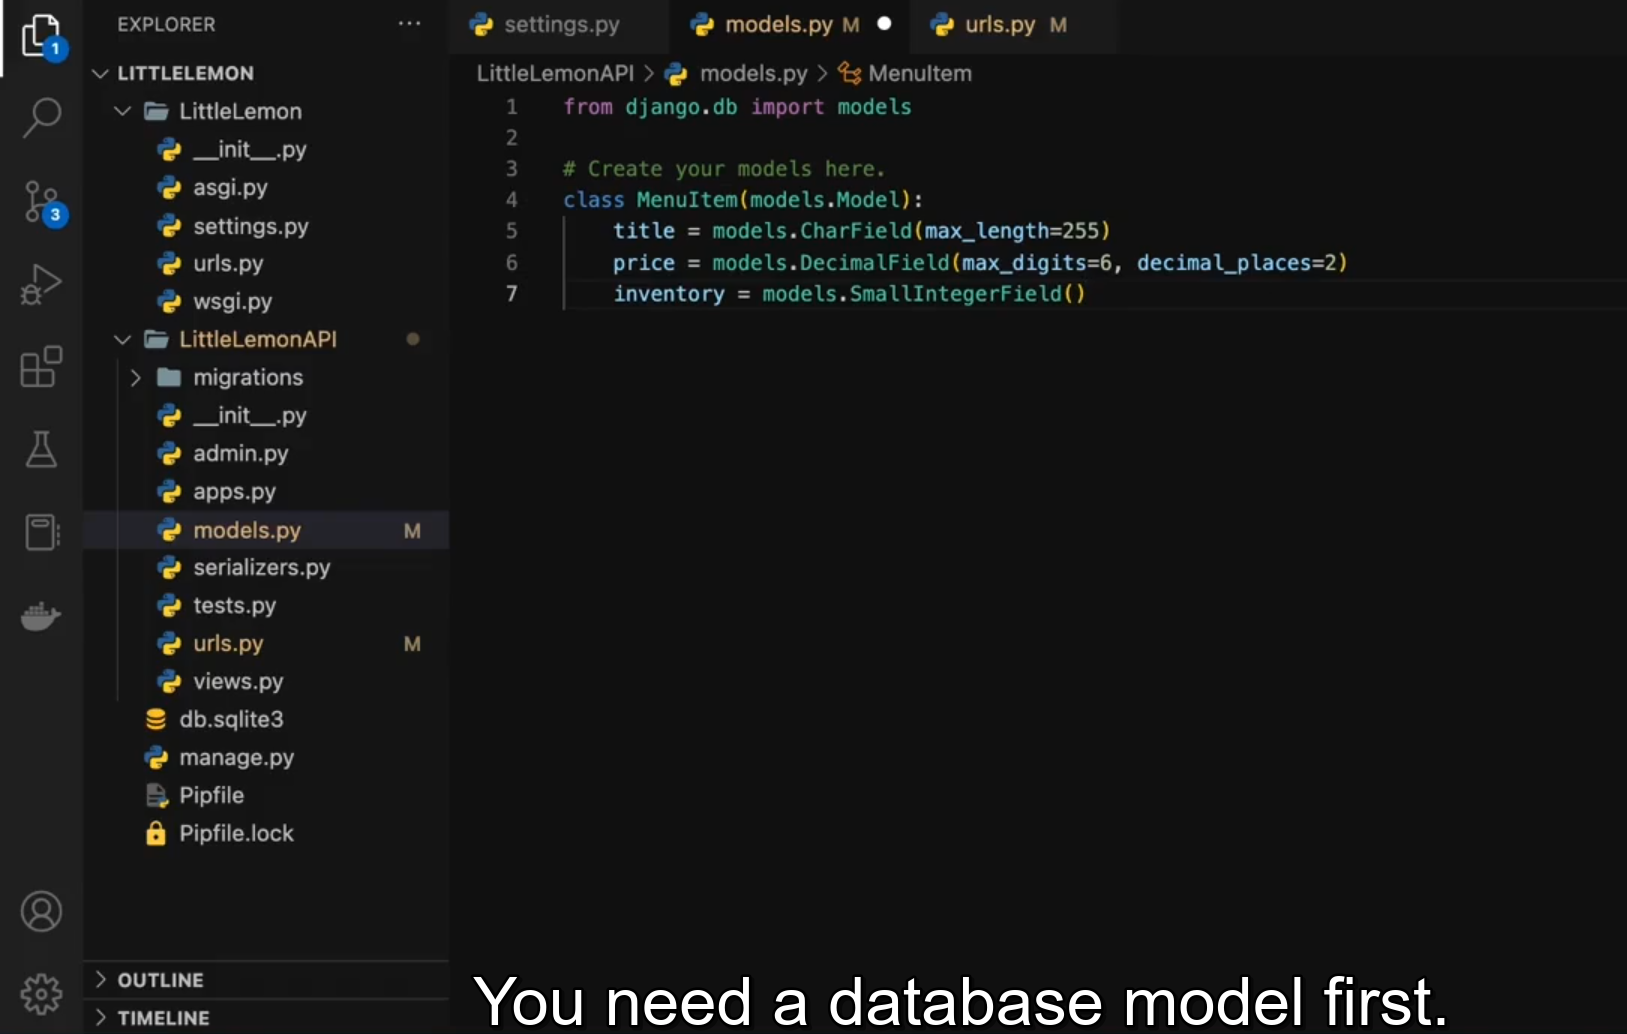 1
3
EXPLORER ···
LITTLELEMON
LittleLemon
__init__.py
asgi.py
settings.py
urls.py
wsgi.py
LittleLemonAPI
migrations
__init__.py
admin.py
apps.py
models.py M
serializers.py
tests.py
urls.py M
views.py
db.sqlite3
manage.py
Pipfile
Pipfile.lock
OUTLINE
TIMELINE
settings.py models.py M urls.py M
LittleLemonAPI > models.py > MenuItem
1 from django.db import models
2
3 # Create your models here.
4 class MenuItem(models.Model):
5 title = models.CharField(max_length=255)
6 price = models.DecimalField(max_digits=6, decimal_places=2)
7 inventory = models.SmallIntegerField()
You need a database model first.